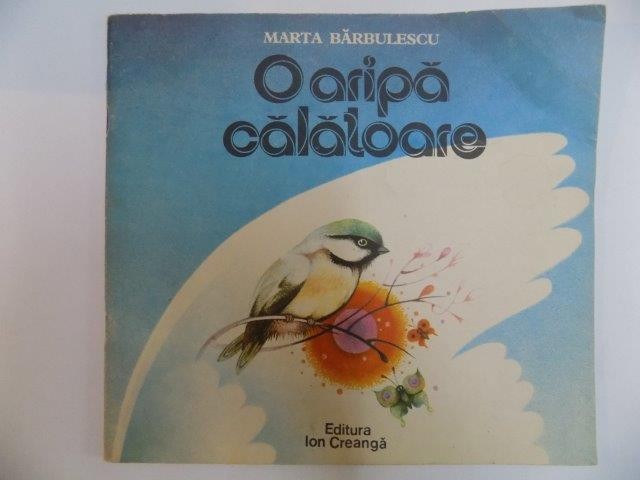 MARTA BĂRBULESCU
O aripă
călătoare
Editura
Ion Creangă